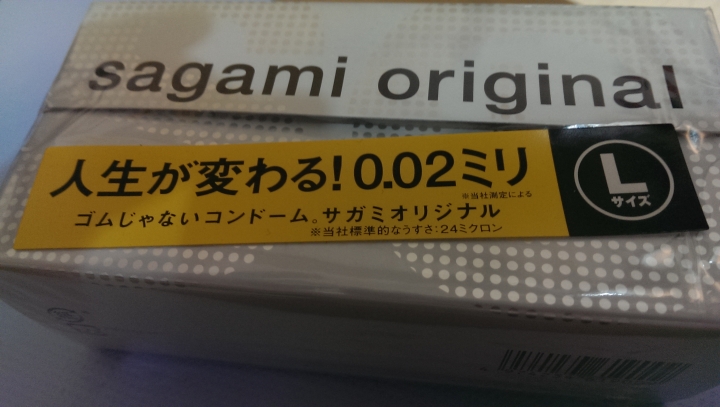 sagami original
人生が変わる!0.02ミリ
※当社測定による
ゴムじゃないコンドーム。サガミオリジナル
※当社標準的なうすさ:24ミクロン
L
サイズ